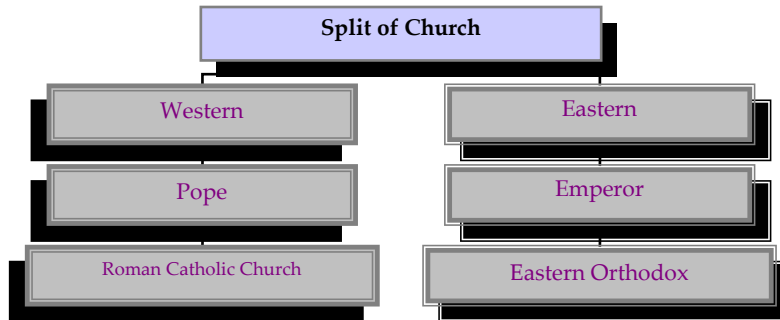 Split of Church
Western
Eastern
Pope
Emperor
Roman Catholic Church
Eastern Orthodox